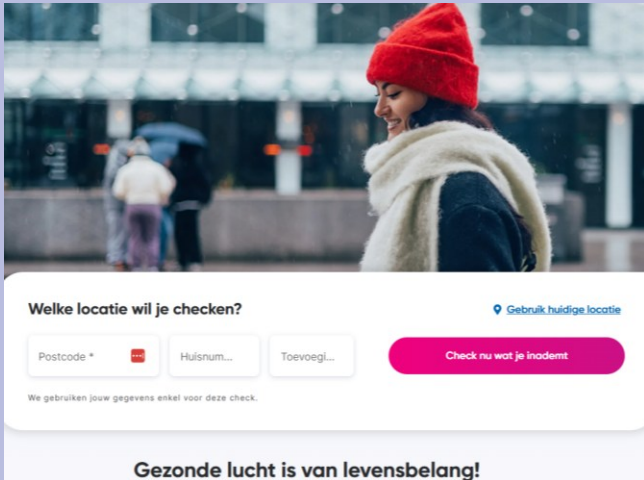 Welke locatie wil je checken?
Gebruik huidige locatie
Postcode *
Huisnum...
Toevoegi...
Check nu wat je inademt
We gebruiken jouw gegevens enkel voor deze check.
Gezonde lucht is van levensbelang!